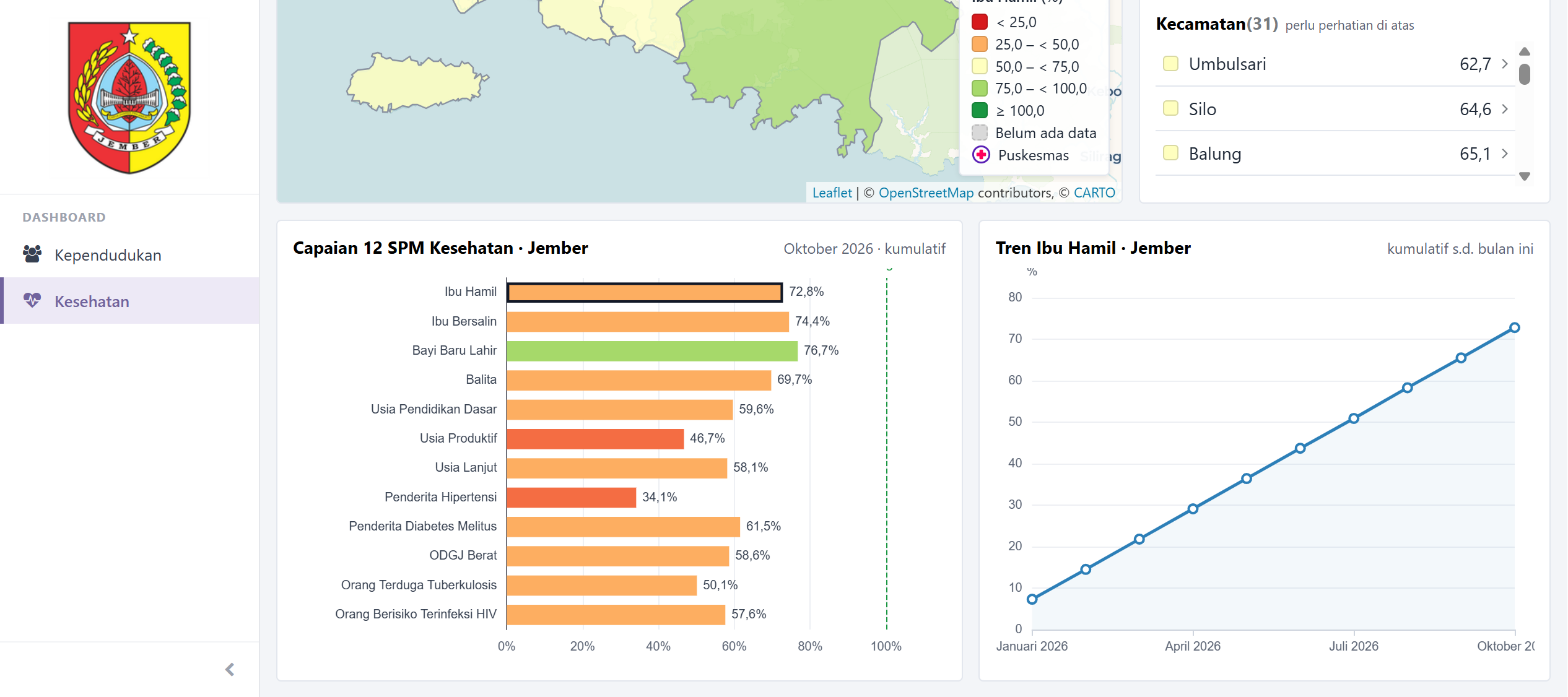 JEMBER
DASHBOARD
Kependudukan
Kesehatan
Ibu Hamil (%)
< 25,0
25,0 – < 50,0
50,0 – < 75,0
75,0 – < 100,0
≥ 100,0
Belum ada data
Puskesmas
Leaflet | © OpenStreetMap contributors, © CARTO
Kecamatan(31) perlu perhatian di atas
Umbulsari 62,7
Silo 64,6
Balung 65,1
Capaian 12 SPM Kesehatan · Jember
Oktober 2026 · kumulatif
Ibu Hamil 72,8%
Ibu Bersalin 74,4%
Bayi Baru Lahir 76,7%
Balita 69,7%
Usia Pendidikan Dasar 59,6%
Usia Produktif 46,7%
Usia Lanjut 58,1%
Penderita Hipertensi 34,1%
Penderita Diabetes Melitus 61,5%
ODGJ Berat 58,6%
Orang Terduga Tuberkulosis 50,1%
Orang Berisiko Terinfeksi HIV 57,6%
0% 20% 40% 60% 80% 100%
Tren Ibu Hamil · Jember
kumulatif s.d. bulan ini
%
80
70
60
50
40
30
20
10
0
Januari 2026 April 2026 Juli 2026 Oktober